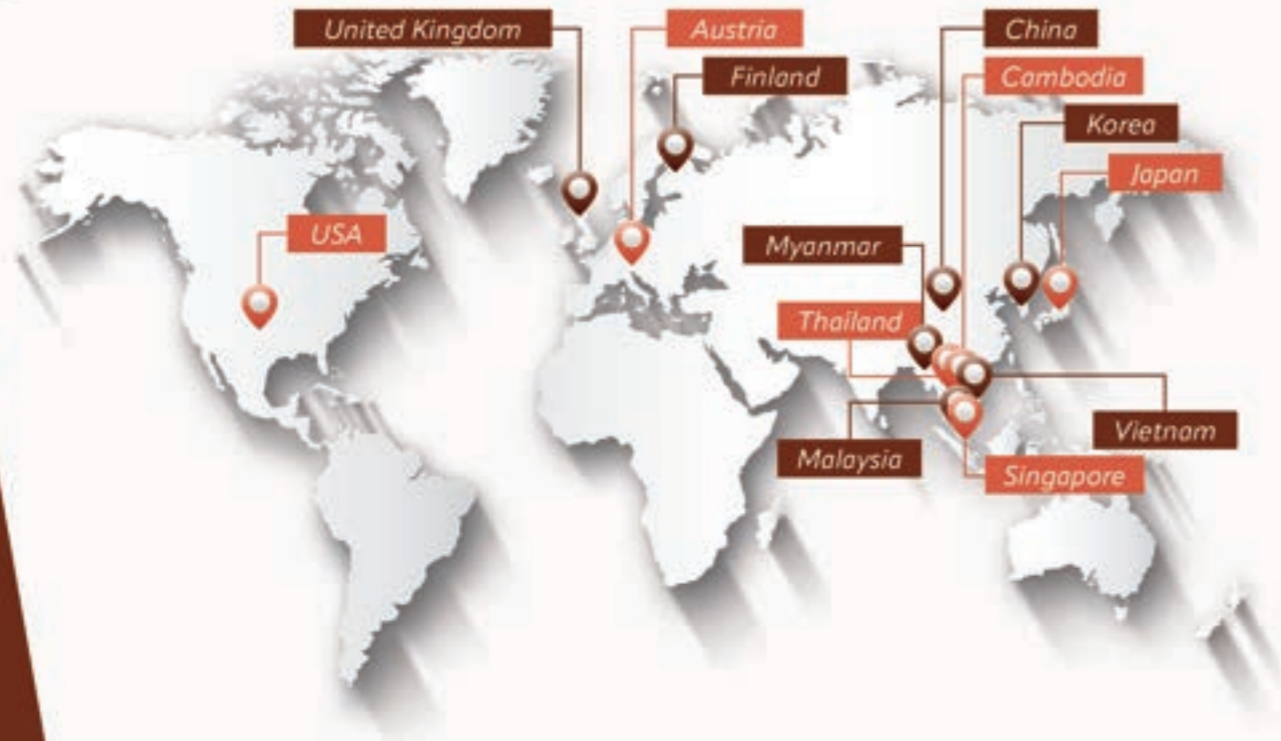 United Kingdom
Austria
China
Finland
Cambodia
Korea
Japan
USA
Myanmar
Thailand
Vietnam
Malaysia
Singapore